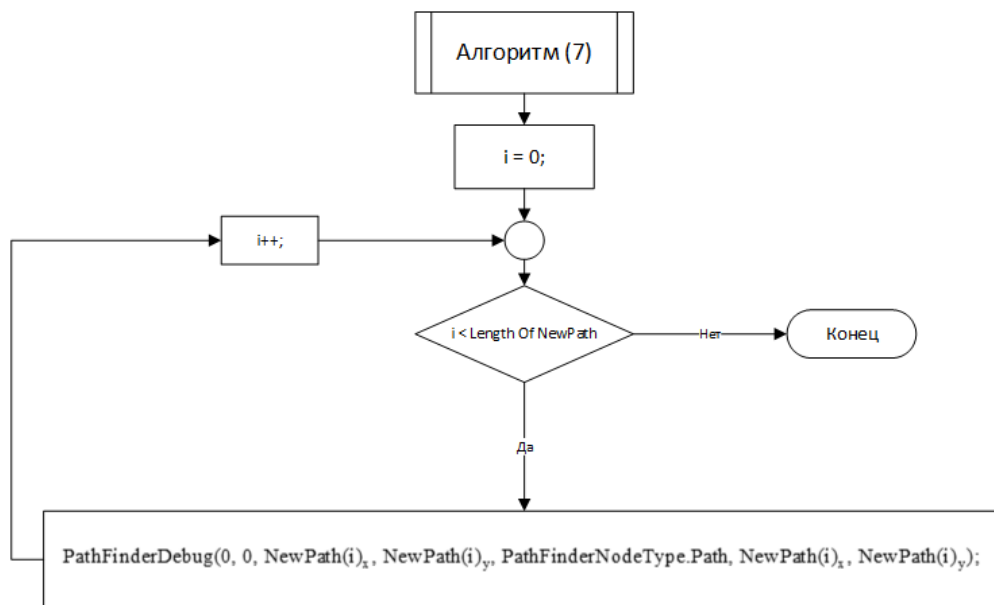 Алгоритм (7)
i = 0;
i++;
i < Length Of NewPath
Нет
Конец
Да
PathFinderDebug(0, 0, NewPath(i)x, NewPath(i)y, PathFinderNodeType.Path, NewPath(i)x, NewPath(i)y);